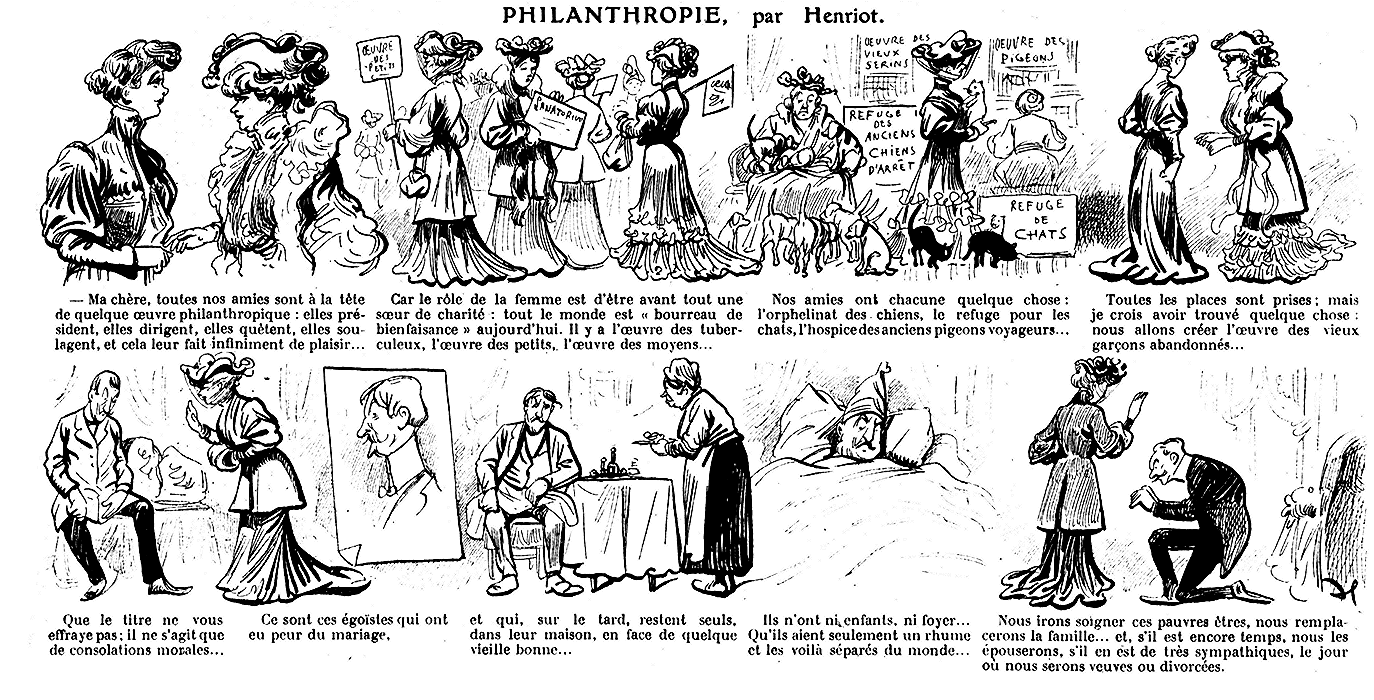 PHILANTHROPIE, par Henriot.
ŒUVRE
DES
PETITS
SANATORIUM
ŒUVRE DES
VIEUX
SERINS
ŒUVRE DES
PIGEONS
REFUGE
DES
ANCIENS
CHIENS
D'ARRÊT
REFUGE
DE
CHATS
— Ma chère, toutes nos amies sont à la tête
de quelque œuvre philanthropique : elles pré-
sident, elles dirigent, elles quêtent, elles sou-
lagent, et cela leur fait infiniment de plaisir...
Car le rôle de la femme est d'être avant tout une
sœur de charité : tout le monde est « bourreau de
bienfaisance » aujourd'hui. Il y a l'œuvre des tuber-
culeux, l'œuvre des petits, l'œuvre des moyens...
Nos amies ont chacune quelque chose :
l'orphelinat des chiens, le refuge pour les
chats, l'hospice des anciens pigeons voyageurs...
Toutes les places sont prises ; mais
je crois avoir trouvé quelque chose :
nous allons créer l'œuvre des vieux
garçons abandonnés...
Que le titre ne vous
effraye pas ; il ne s'agit que
de consolations morales...
Ce sont ces égoïstes qui ont
eu peur du mariage,
et qui, sur le tard, restent seuls,
dans leur maison, en face de quelque
vieille bonne...
Ils n'ont ni enfants, ni foyer...
Qu'ils aient seulement un rhume
et les voilà séparés du monde...
Nous irons soigner ces pauvres êtres, nous rempla-
cerons la famille... et, s'il est encore temps, nous les
épouserons, s'il en est de très sympathiques, le jour
où nous serons veuves ou divorcées.
H